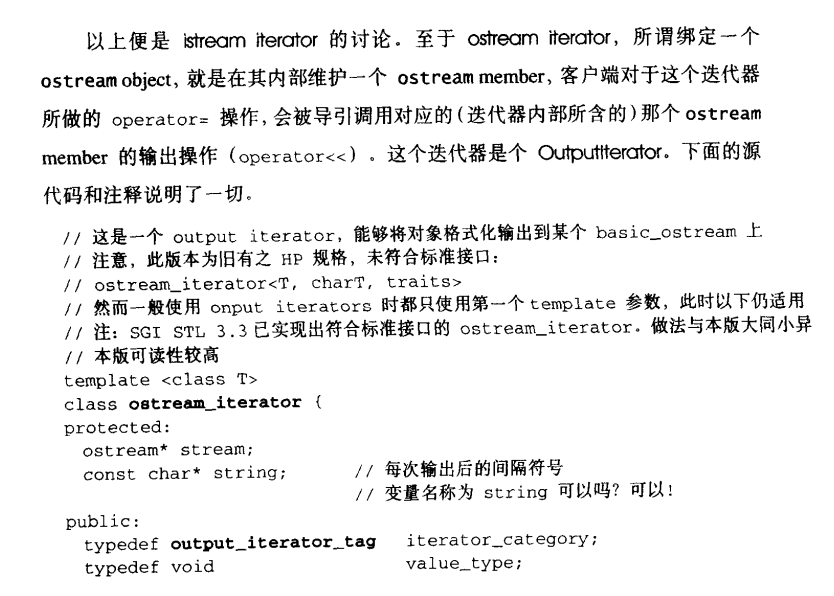 以上便是 istream iterator 的讨论。至于 ostream iterator，所谓绑定一个
ostream object，就是在其内部维护一个 ostream member，客户端对于这个迭代器
所做的 operator= 操作，会被导引调用对应的（迭代器内部所含的）那个 ostream
member 的输出操作（operator<<）。这个迭代器是个 OutputIterator。下面的源
代码和注释说明了一切。
// 这是一个 output iterator，能够将对象格式化输出到某个 basic_ostream 上
// 注意，此版本为旧有之 HP 规格，未符合标准接口：
// ostream_iterator<T, charT, traits>
// 然而一般使用 onput iterators 时都只使用第一个 template 参数，此时以下仍适用
// 注：SGI STL 3.3 已实现出符合标准接口的 ostream_iterator。做法与本版大同小异
// 本版可读性较高
template <class T>
class ostream_iterator {
protected:
  ostream* stream;
  const char* string;       // 每次输出后的间隔符号
                            // 变量名称为 string 可以吗？可以！
public:
  typedef output_iterator_tag   iterator_category;
  typedef void                  value_type;